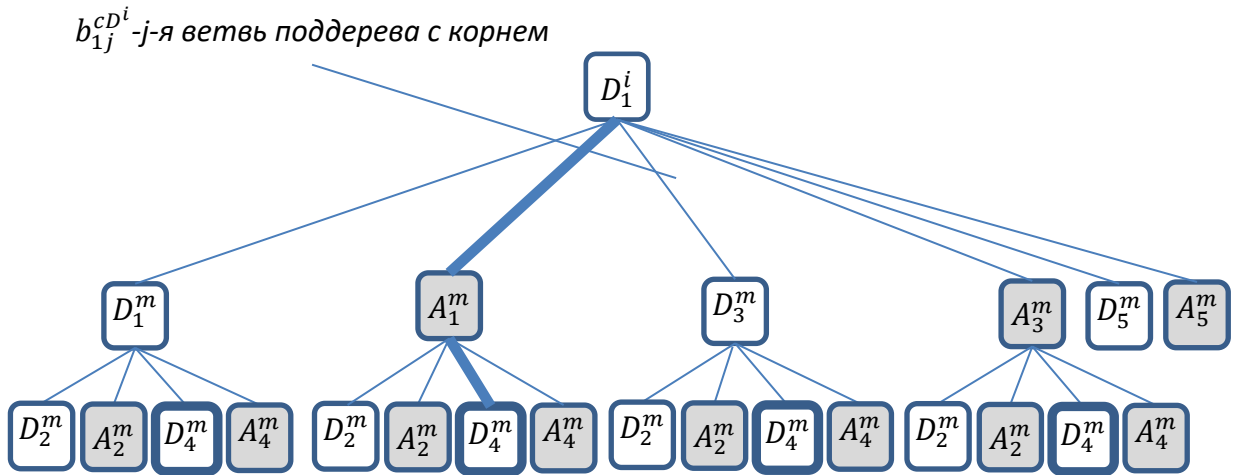 $b_{1j}^{cD^i}$-j-я ветвь поддерева с корнем
$D_1^i$
$D_1^m$ $A_1^m$ $D_3^m$ $A_3^m$ $D_5^m$ $A_5^m$
$D_2^m$ $A_2^m$ $D_4^m$ $A_4^m$ $D_2^m$ $A_2^m$ $D_4^m$ $A_4^m$ $D_2^m$ $A_2^m$ $D_4^m$ $A_4^m$ $D_2^m$ $A_2^m$ $D_4^m$ $A_4^m$